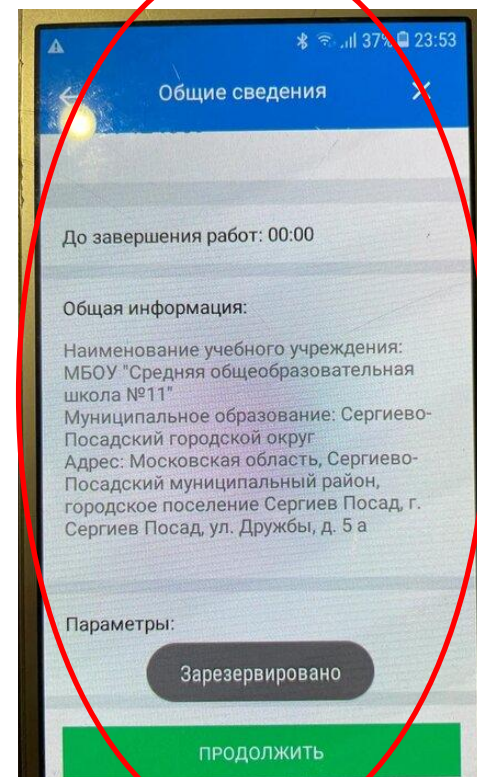 37% 23:53
Общие сведения
До завершения работ: 00:00
Общая информация:
Наименование учебного учреждения:
МБОУ "Средняя общеобразовательная
школа №11"
Муниципальное образование: Сергиево-
Посадский городской округ
Адрес: Московская область, Сергиево-
Посадский муниципальный район,
городское поселение Сергиев Посад, г.
Сергиев Посад, ул. Дружбы, д. 5 а
Параметры:
Зарезервировано
ПРОДОЛЖИТЬ